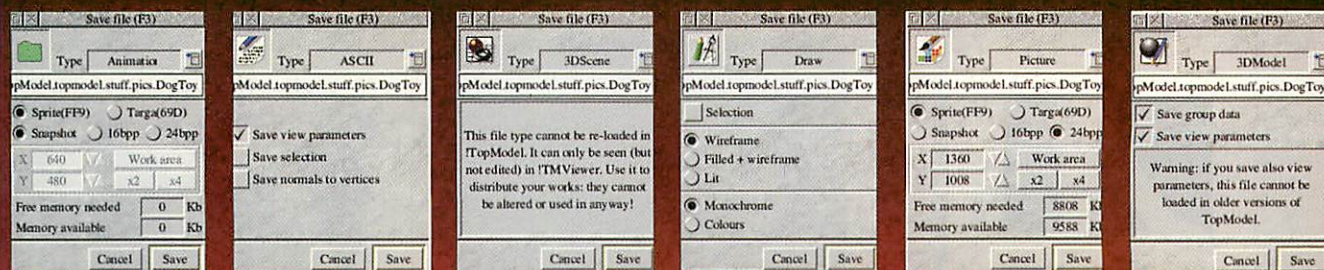 Save file (F3)
Type Animation
pModel.topmodel.stuff.pics.DogToy
Sprite(FF9) Targa(69D)
Snapshot 16bpp 24bpp
X 640 Work area
Y 480 x2 x4
Free memory needed 0 Kb
Memory available 0 Kb
Cancel Save
Save file (F3)
Type ASCII
pModel.topmodel.stuff.pics.DogToy
Save view parameters
Save selection
Save normals to vertices
Cancel Save
Save file (F3)
Type 3DScene
pModel.topmodel.stuff.pics.DogToy
This file type cannot be re-loaded in
!TopModel. It can only be seen (but
not edited) in !TMViewer. Use it to
distribute your works: they cannot
be altered or used in anyway!
Cancel Save
Save file (F3)
Type Draw
pModel.topmodel.stuff.pics.DogToy
Selection
Wireframe
Filled + wireframe
Lit
Monochrome
Colours
Cancel Save
Save file (F3)
Type Picture
pModel.topmodel.stuff.pics.DogToy
Sprite(FF9) Targa(69D)
Snapshot 16bpp 24bpp
X 1360 Work area
Y 1008 x2 x4
Free memory needed 8808 K
Memory available 9588 K
Cancel Save
Save file (F3)
Type 3DModel
pModel.topmodel.stuff.pics.DogToy
Save group data
Save view parameters
Warning: if you save also view
parameters, this file cannot be
loaded in older versions of
TopModel.
Cancel Save